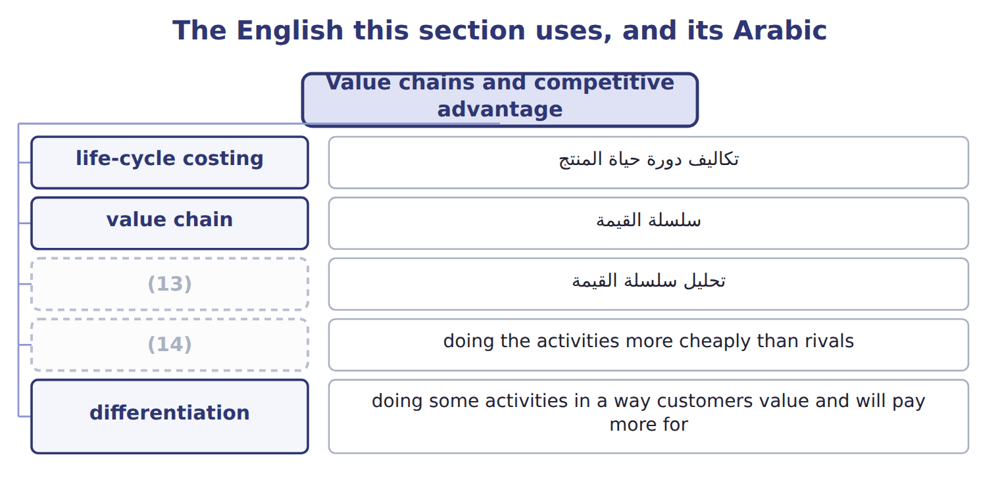 The English this section uses, and its Arabic
Value chains and competitive
advantage
life-cycle costing
تكاليف دورة حياة المنتج
value chain
سلسلة القيمة
(13)
تحليل سلسلة القيمة
(14)
doing the activities more cheaply than rivals
differentiation
doing some activities in a way customers value and will pay
more for